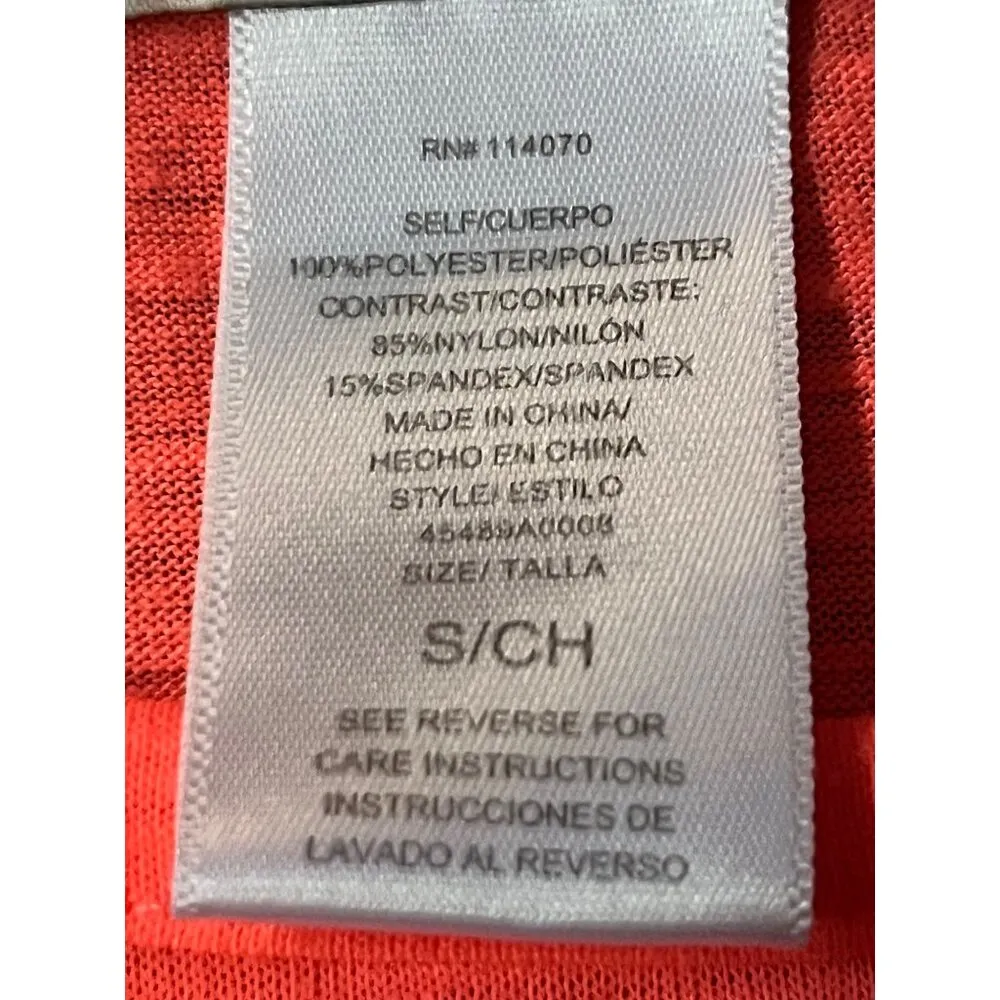 RN# 114070
SELF/CUERPO
100%POLYESTER/POLIÉSTER
CONTRAST/CONTRASTE:
85%NYLON/NILÓN
15%SPANDEX/SPANDEX
MADE IN CHINA/
HECHO EN CHINA
STYLE/ ESTILO
SIZE/ TALLA
S/CH
SEE REVERSE FOR
CARE INSTRUCTIONS
INSTRUCCIONES DE
LAVADO AL REVERSO